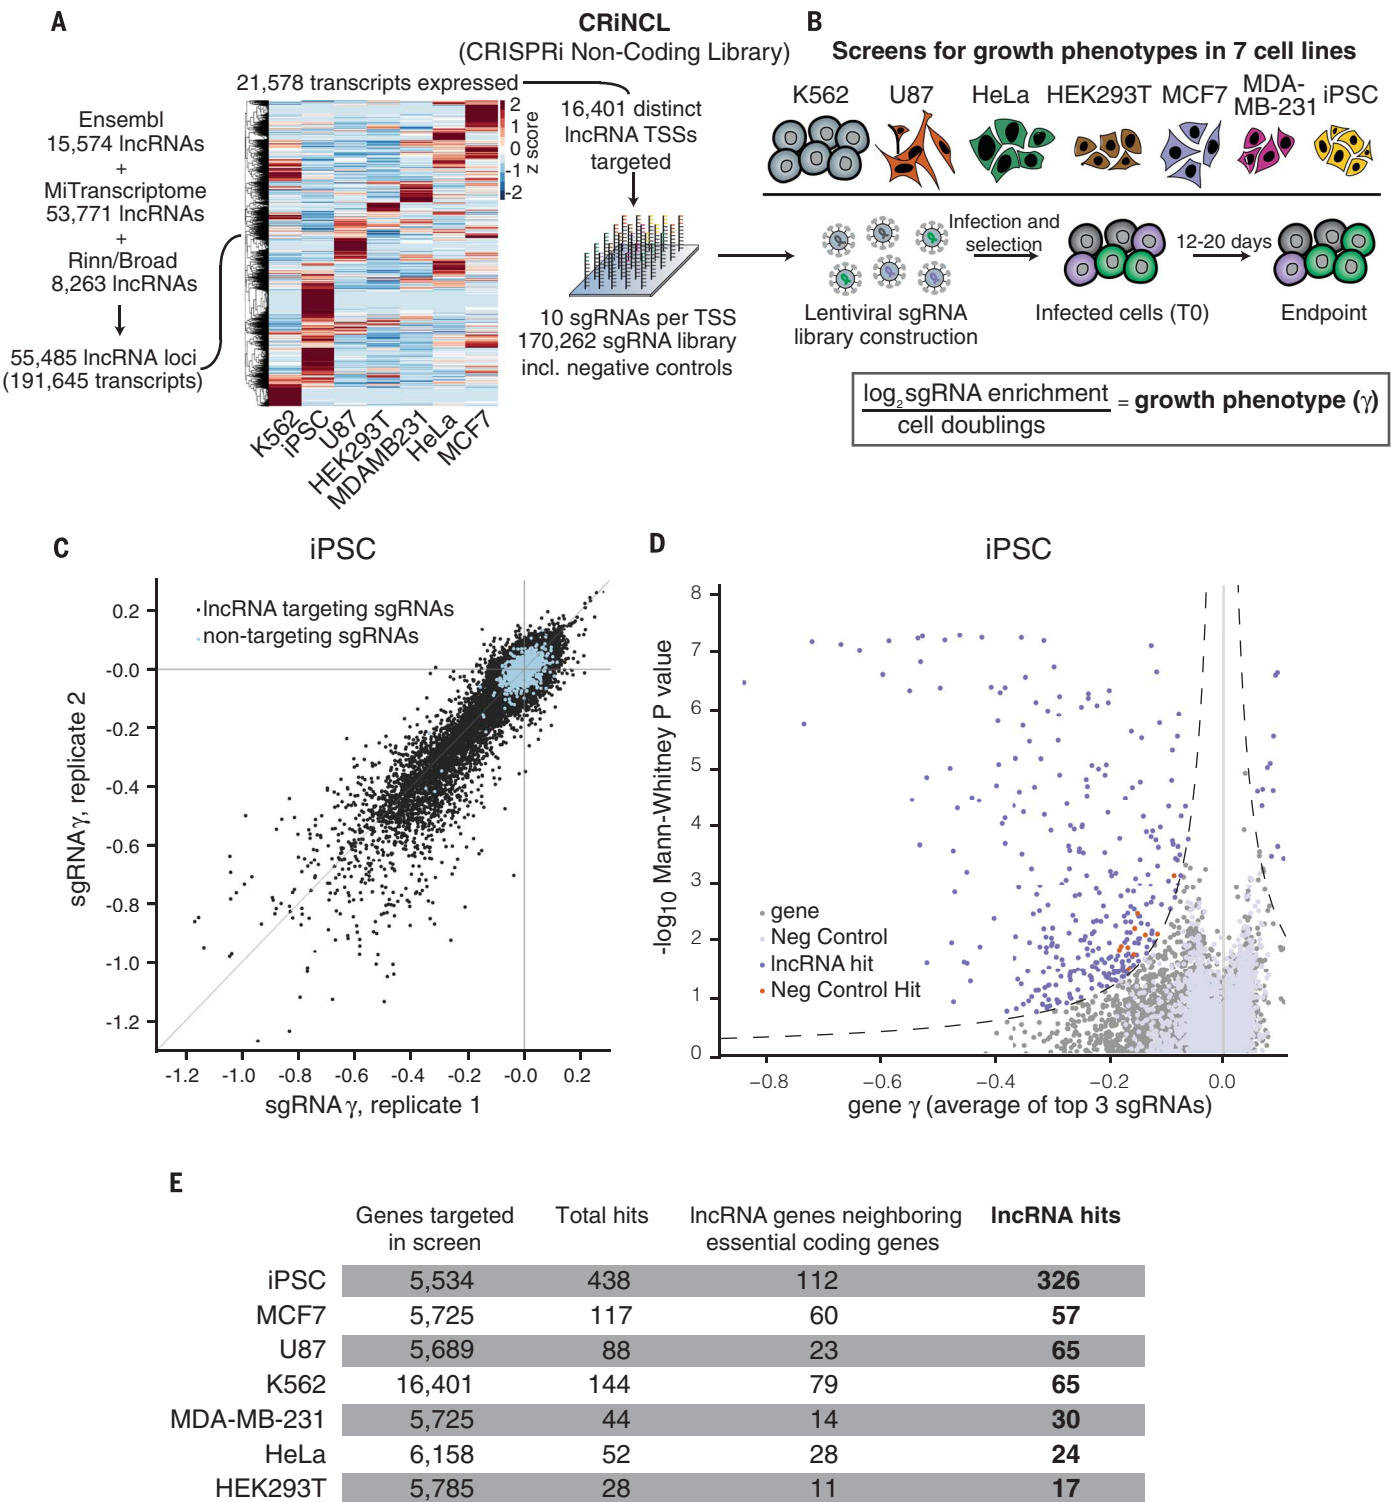 A
Ensembl
15,574 lncRNAs
+
MiTranscriptome
53,771 lncRNAs
+
Rinn/Broad
8,263 lncRNAs
55,485 lncRNA loci
(191,645 transcripts)
21,578 transcripts expressed
2
1
0
-1
-2
z score
K562
iPSC
U87
HEK293T
MDAMB231
HeLa
MCF7
CRiNCL
(CRISPRi Non-Coding Library)
16,401 distinct
lncRNA TSSs
targeted
10 sgRNAs per TSS
170,262 sgRNA library
incl. negative controls
B
Screens for growth phenotypes in 7 cell lines
K562
U87
HeLa
HEK293T
MCF7
MDA-
MB-231
iPSC
Lentiviral sgRNA
library construction
Infection and
selection
Infected cells (T0)
12-20 days
Endpoint
log2 sgRNA enrichment
cell doublings
= growth phenotype (γ)
C
iPSC
lncRNA targeting sgRNAs
non-targeting sgRNAs
0.2
-0.0
-0.2
-0.4
-0.6
-0.8
-1.0
-1.2
sgRNA γ, replicate 2
-1.2 -1.0 -0.8 -0.6 -0.4 -0.2 -0.0 0.2
sgRNA γ, replicate 1
D
iPSC
8
7
6
5
4
3
2
1
0
-log10 Mann-Whitney P value
gene
Neg Control
lncRNA hit
Neg Control Hit
−0.8 −0.6 −0.4 −0.2 0.0
gene γ (average of top 3 sgRNAs)
E
Genes targeted
in screen
Total hits
lncRNA genes neighboring
essential coding genes
lncRNA hits
iPSC 5,534 438 112 326
MCF7 5,725 117 60 57
U87 5,689 88 23 65
K562 16,401 144 79 65
MDA-MB-231 5,725 44 14 30
HeLa 6,158 52 28 24
HEK293T 5,785 28 11 17